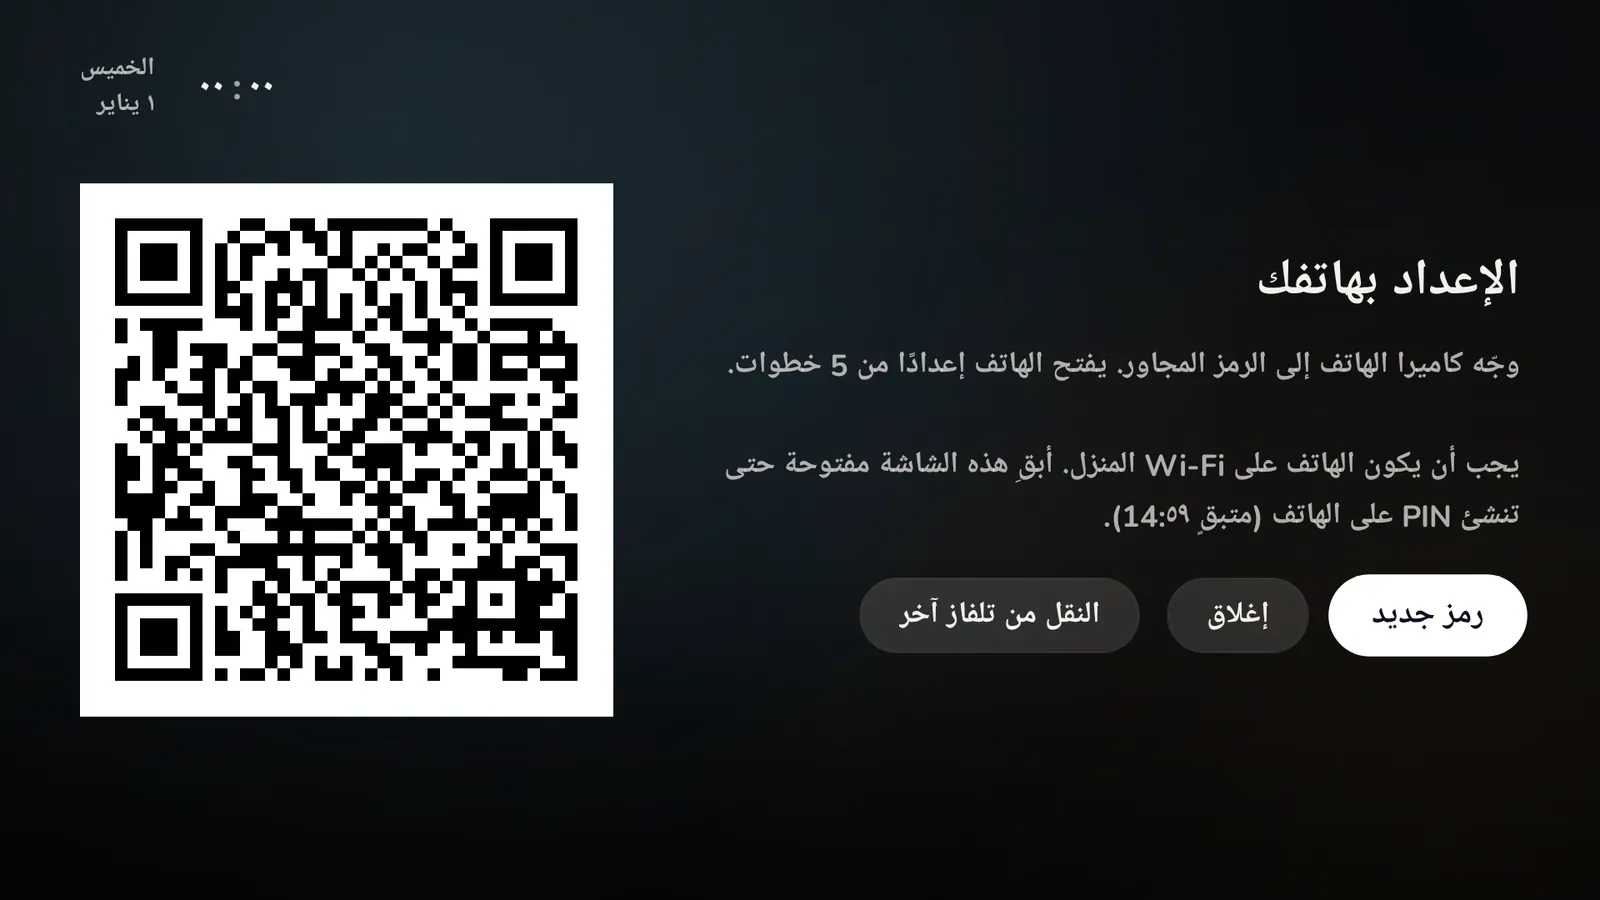 ٠٠:٠٠
الخميس
١ يناير
الإعداد بهاتفك
وجّه كاميرا الهاتف إلى الرمز المجاور. يفتح الهاتف إعدادًا من 5 خطوات.
يجب أن يكون الهاتف على Wi-Fi المنزل. أبقِ هذه الشاشة مفتوحة حتى
تنشئ PIN على الهاتف (متبقٍ 14:٥٩).
رمز جديد
إغلاق
النقل من تلفاز آخر